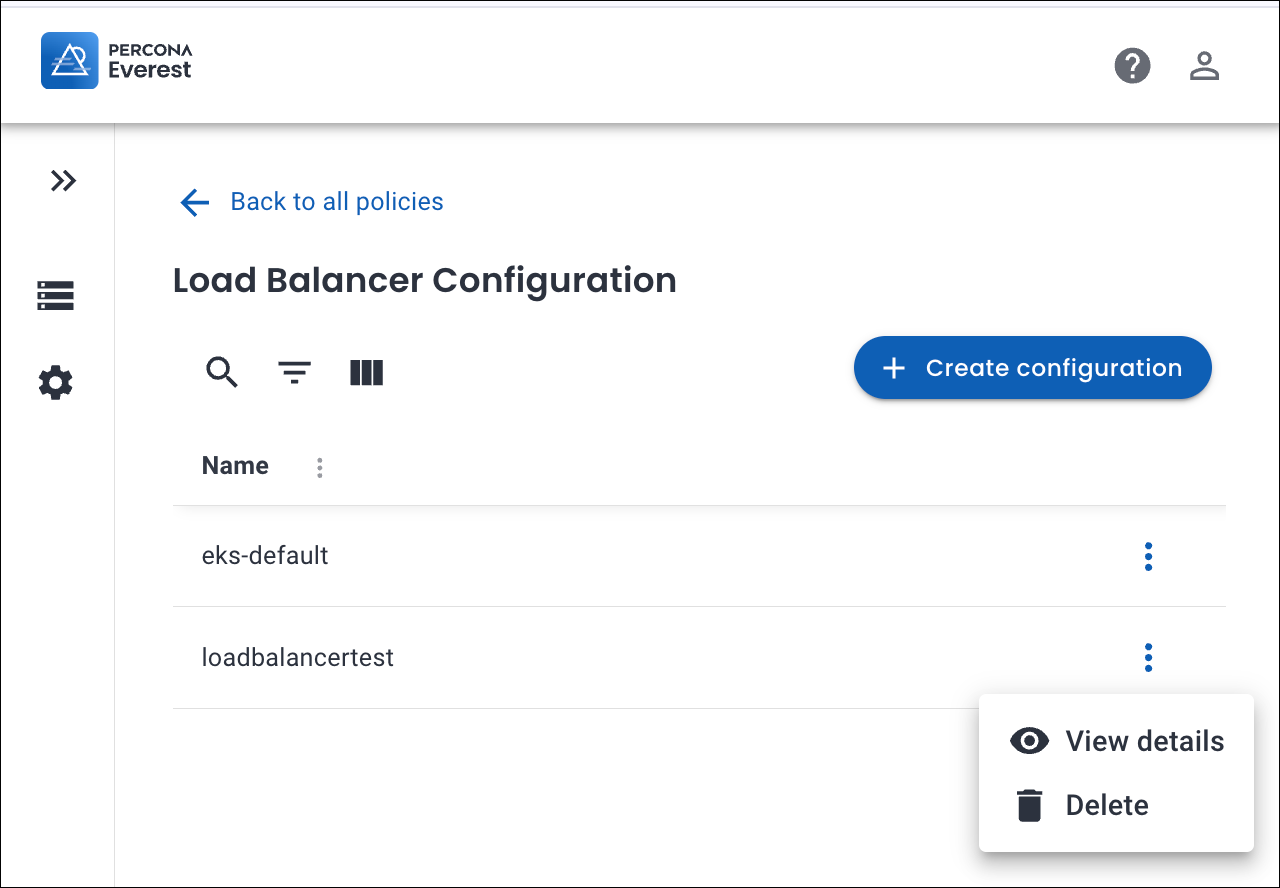 PERCONA
Everest
Back to all policies
Load Balancer Configuration
Create configuration
Name
eks-default
loadbalancertest
View details
Delete